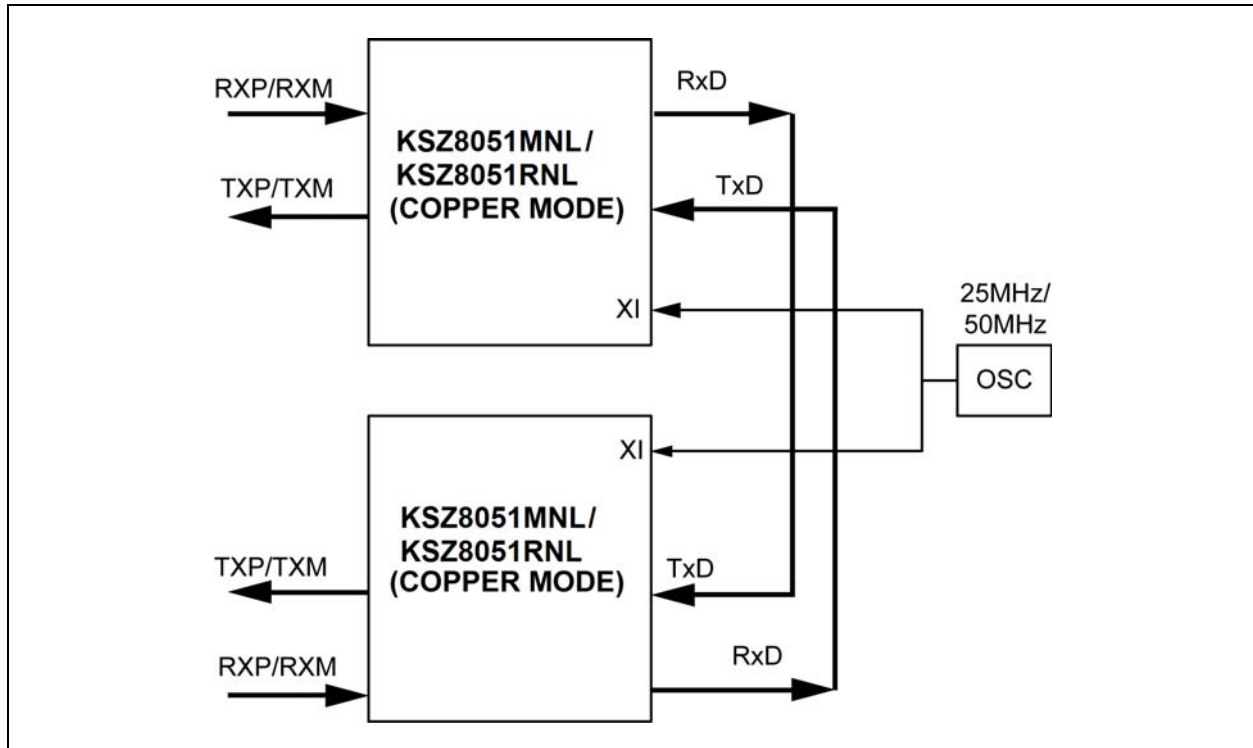 RXP/RXM
RxD
KSZ8051MNL/
KSZ8051RNL
(COPPER MODE)
TXP/TXM
TxD
XI
25MHz/
50MHz
OSC
XI
KSZ8051MNL/
KSZ8051RNL
(COPPER MODE)
TXP/TXM
TxD
RXP/RXM
RxD